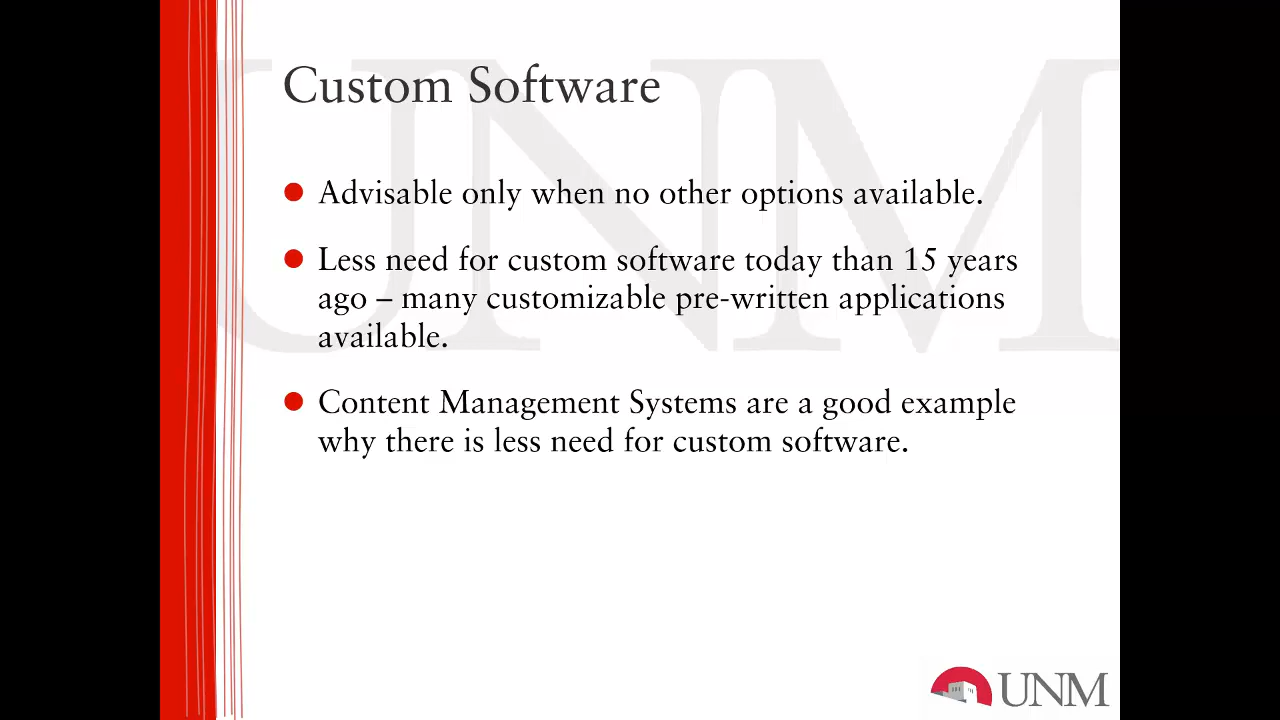 Custom Software
Advisable only when no other options available.
Less need for custom software today than 15 years
ago – many customizable pre-written applications
available.
Content Management Systems are a good example
why there is less need for custom software.
UNM
UNM